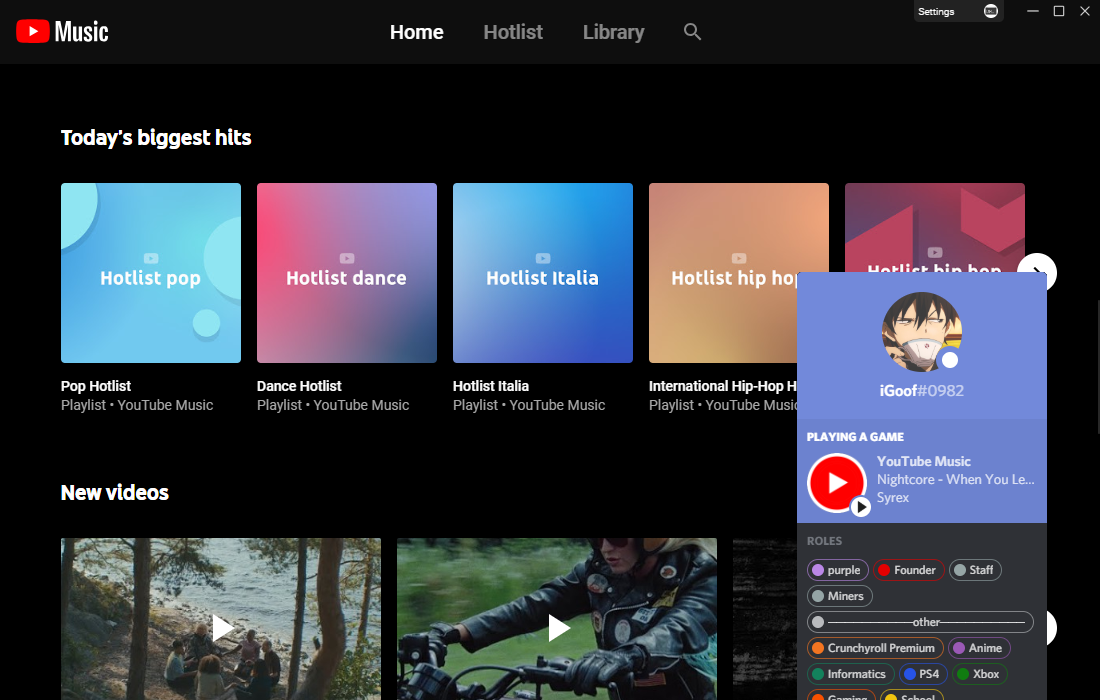 Settings
Music
Home Hotlist Library
Today's biggest hits
Hotlist pop
Hotlist dance
Hotlist Italia
Hotlist hip hop
Hotlist hip hop
Pop Hotlist
Playlist • YouTube Music
Dance Hotlist
Playlist • YouTube Music
Hotlist Italia
Playlist • YouTube Music
International Hip-Hop H
Playlist • YouTube Music
New videos
iGoof#0982
PLAYING A GAME
YouTube Music
Nightcore - When You Le...
Syrex
ROLES
purple Founder Staff
Miners
other
Crunchyroll Premium Anime
Informatics PS4 Xbox
Gaming School